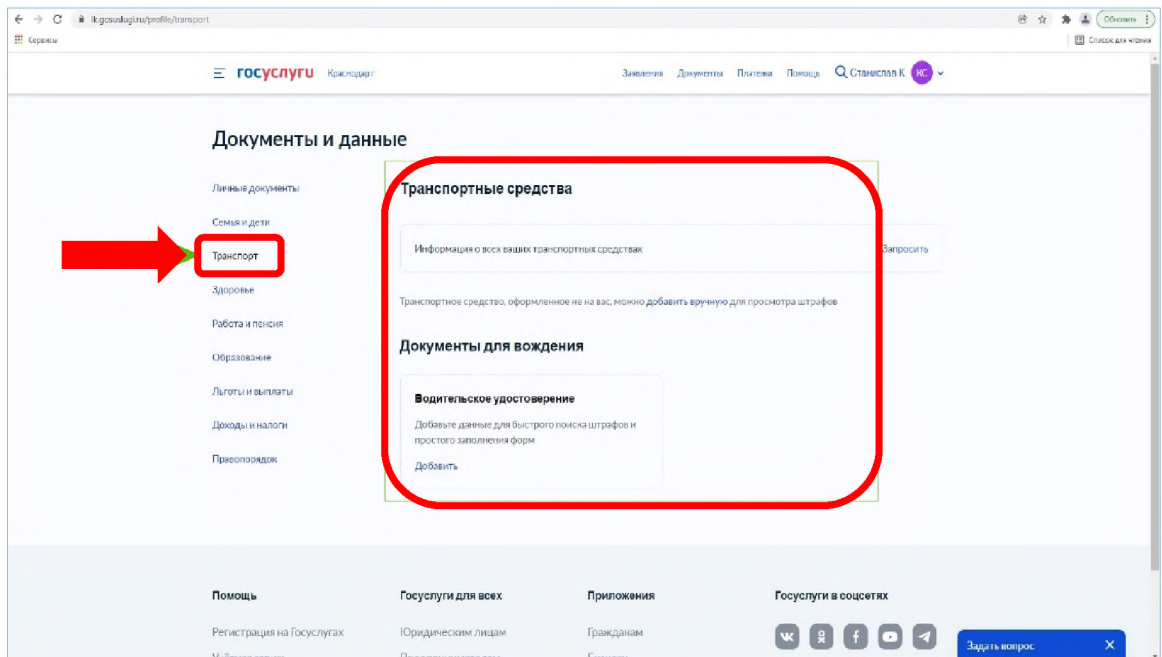 lk.gosuslugi.ru/profile/transport
Обновить
Сервисы
Список для чтения
госуслуги Краснодар
Заявления Документы Платежи Помощь Станислав К. КС
Документы и данные
Личные документы
Семья и дети
Транспорт
Здоровье
Работа и пенсия
Образование
Льготы и выплаты
Доходы и налоги
Правопорядок
Транспортные средства
Информация о всех ваших транспортных средствах Запросить
Транспортное средство, оформленное не на вас, можно добавить вручную для просмотра штрафов
Документы для вождения
Водительское удостоверение
Добавьте данные для быстрого поиска штрафов и
простого заполнения форм
Добавить
Помощь
Регистрация на Госуслугах
Госуслуги для всех
Юридическим лицам
Приложения
Гражданам
Госуслуги в соцсетях
Задать вопрос